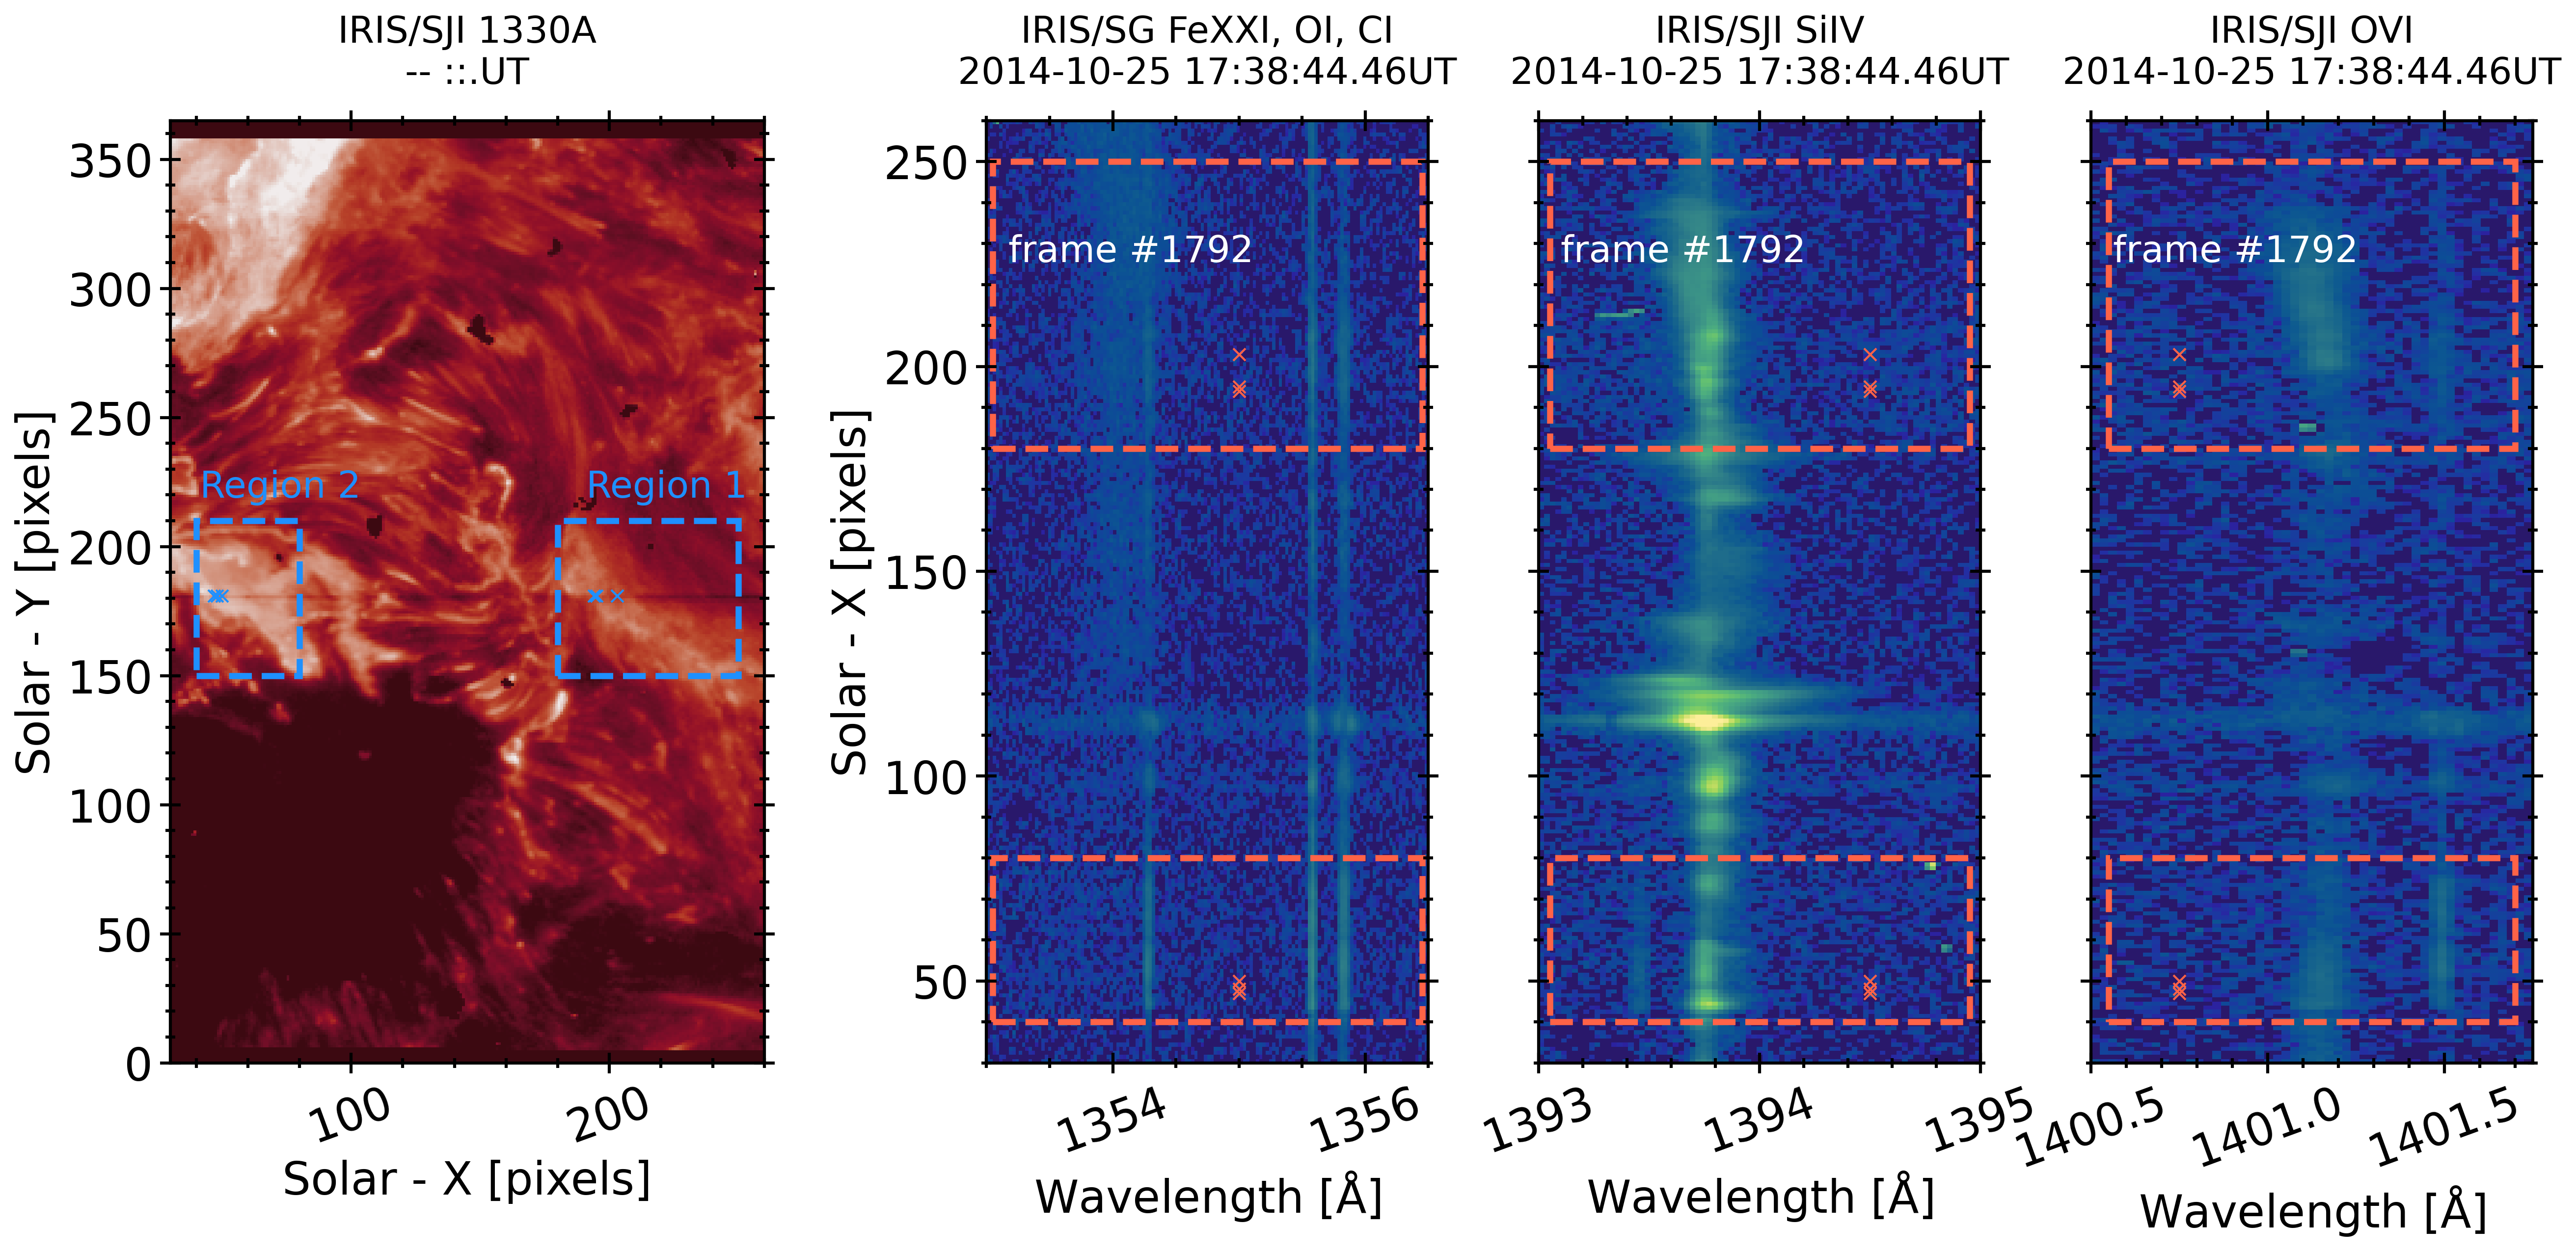 IRIS/SJI 1330A
-- ::.UT
IRIS/SG FeXXI, OI, CI
2014-10-25 17:38:44.46UT
IRIS/SJI SiIV
2014-10-25 17:38:44.46UT
IRIS/SJI OVI
2014-10-25 17:38:44.46UT
Solar - Y [pixels]
350
300
250
200
150
100
50
0
Region 2
Region 1
100
200
Solar - X [pixels]
Solar - X [pixels]
250
200
150
100
50
frame #1792
1354
1356
Wavelength [Å]
frame #1792
1393
1394
1395
Wavelength [Å]
frame #1792
1400.5
1401.0
1401.5
Wavelength [Å]